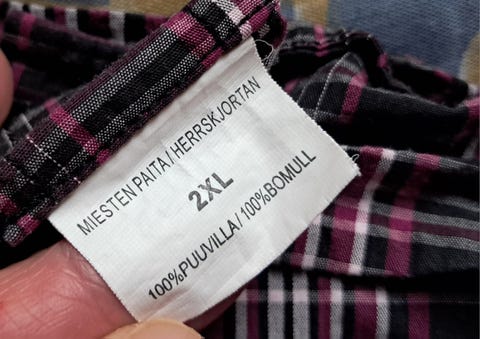 MIESTEN PAITA/HERRSKJORTAN
2XL
100%PUUVILLA/100%BOMULL